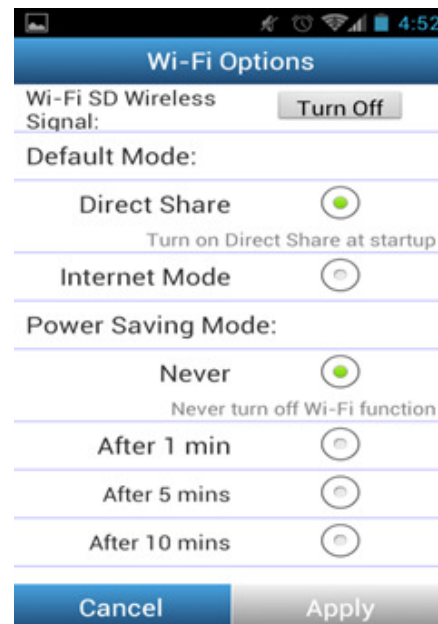 4:52
Wi-Fi Options
Wi-Fi SD Wireless
Signal:
Turn Off
Default Mode:
Direct Share
Turn on Direct Share at startup
Internet Mode
Power Saving Mode:
Never
Never turn off Wi-Fi function
After 1 min
After 5 mins
After 10 mins
Cancel
Apply